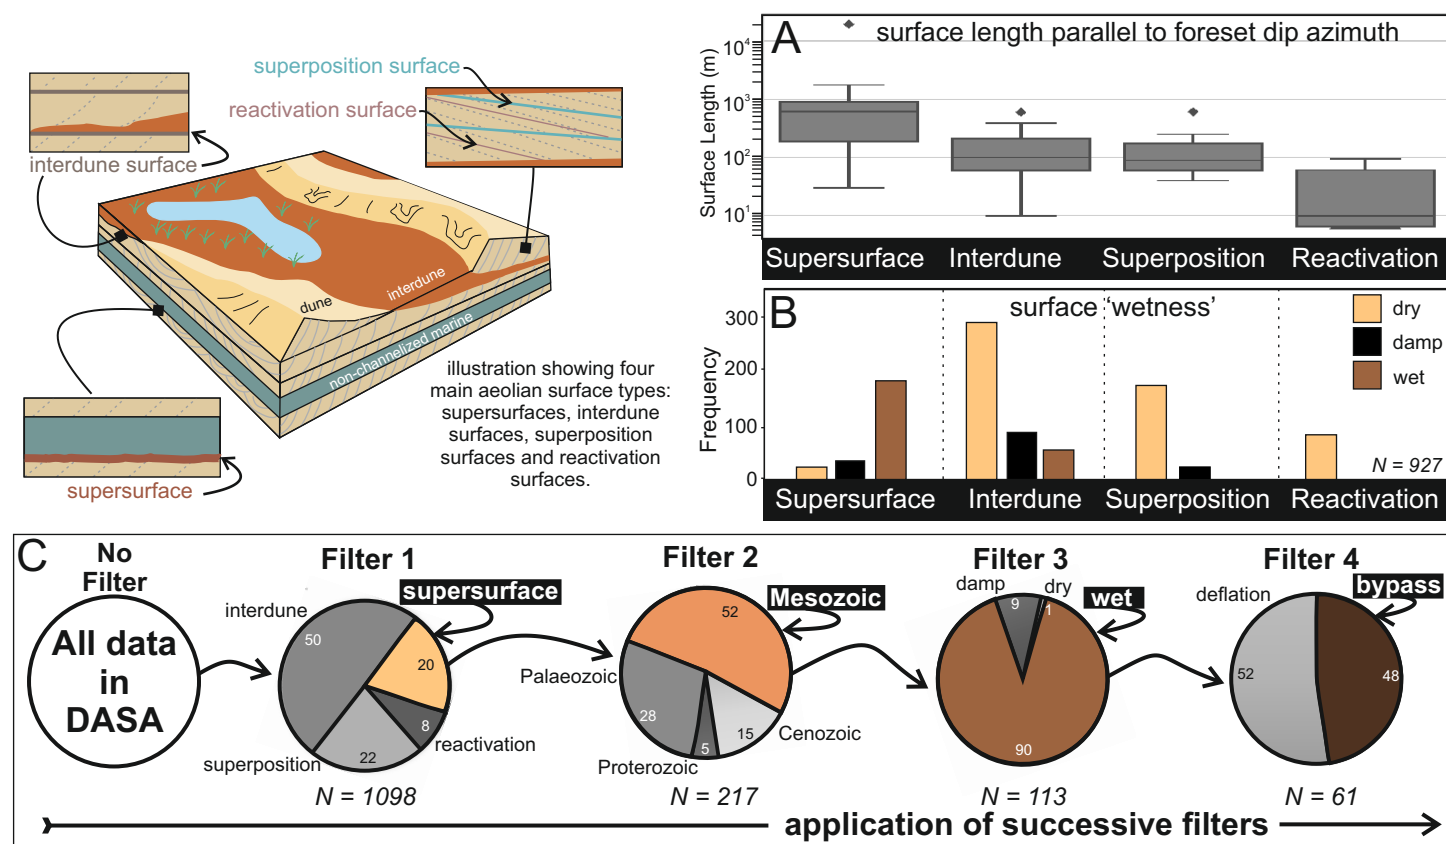 superposition surface
reactivation surface
interdune surface
dune
interdune
non-channelized marine
supersurface
illustration showing four
main aeolian surface types:
supersurfaces, interdune
surfaces, superposition
surfaces and reactivation
surfaces.
A
surface length parallel to foreset dip azimuth
Surface Length (m)
10⁴
10³
10²
10¹
Supersurface
Interdune
Superposition
Reactivation
B
surface ‘wetness’
Frequency
300
200
100
0
dry
damp
wet
N = 927
Supersurface
Interdune
Superposition
Reactivation
C
No
Filter
All data
in
DASA
Filter 1
interdune
supersurface
50
20
8
22
reactivation
superposition
N = 1098
Filter 2
Mesozoic
52
Palaeozoic
28
5
15
Cenozoic
Proterozoic
N = 217
Filter 3
damp
dry
wet
9
1
90
N = 113
Filter 4
deflation
bypass
52
48
N = 61
application of successive filters